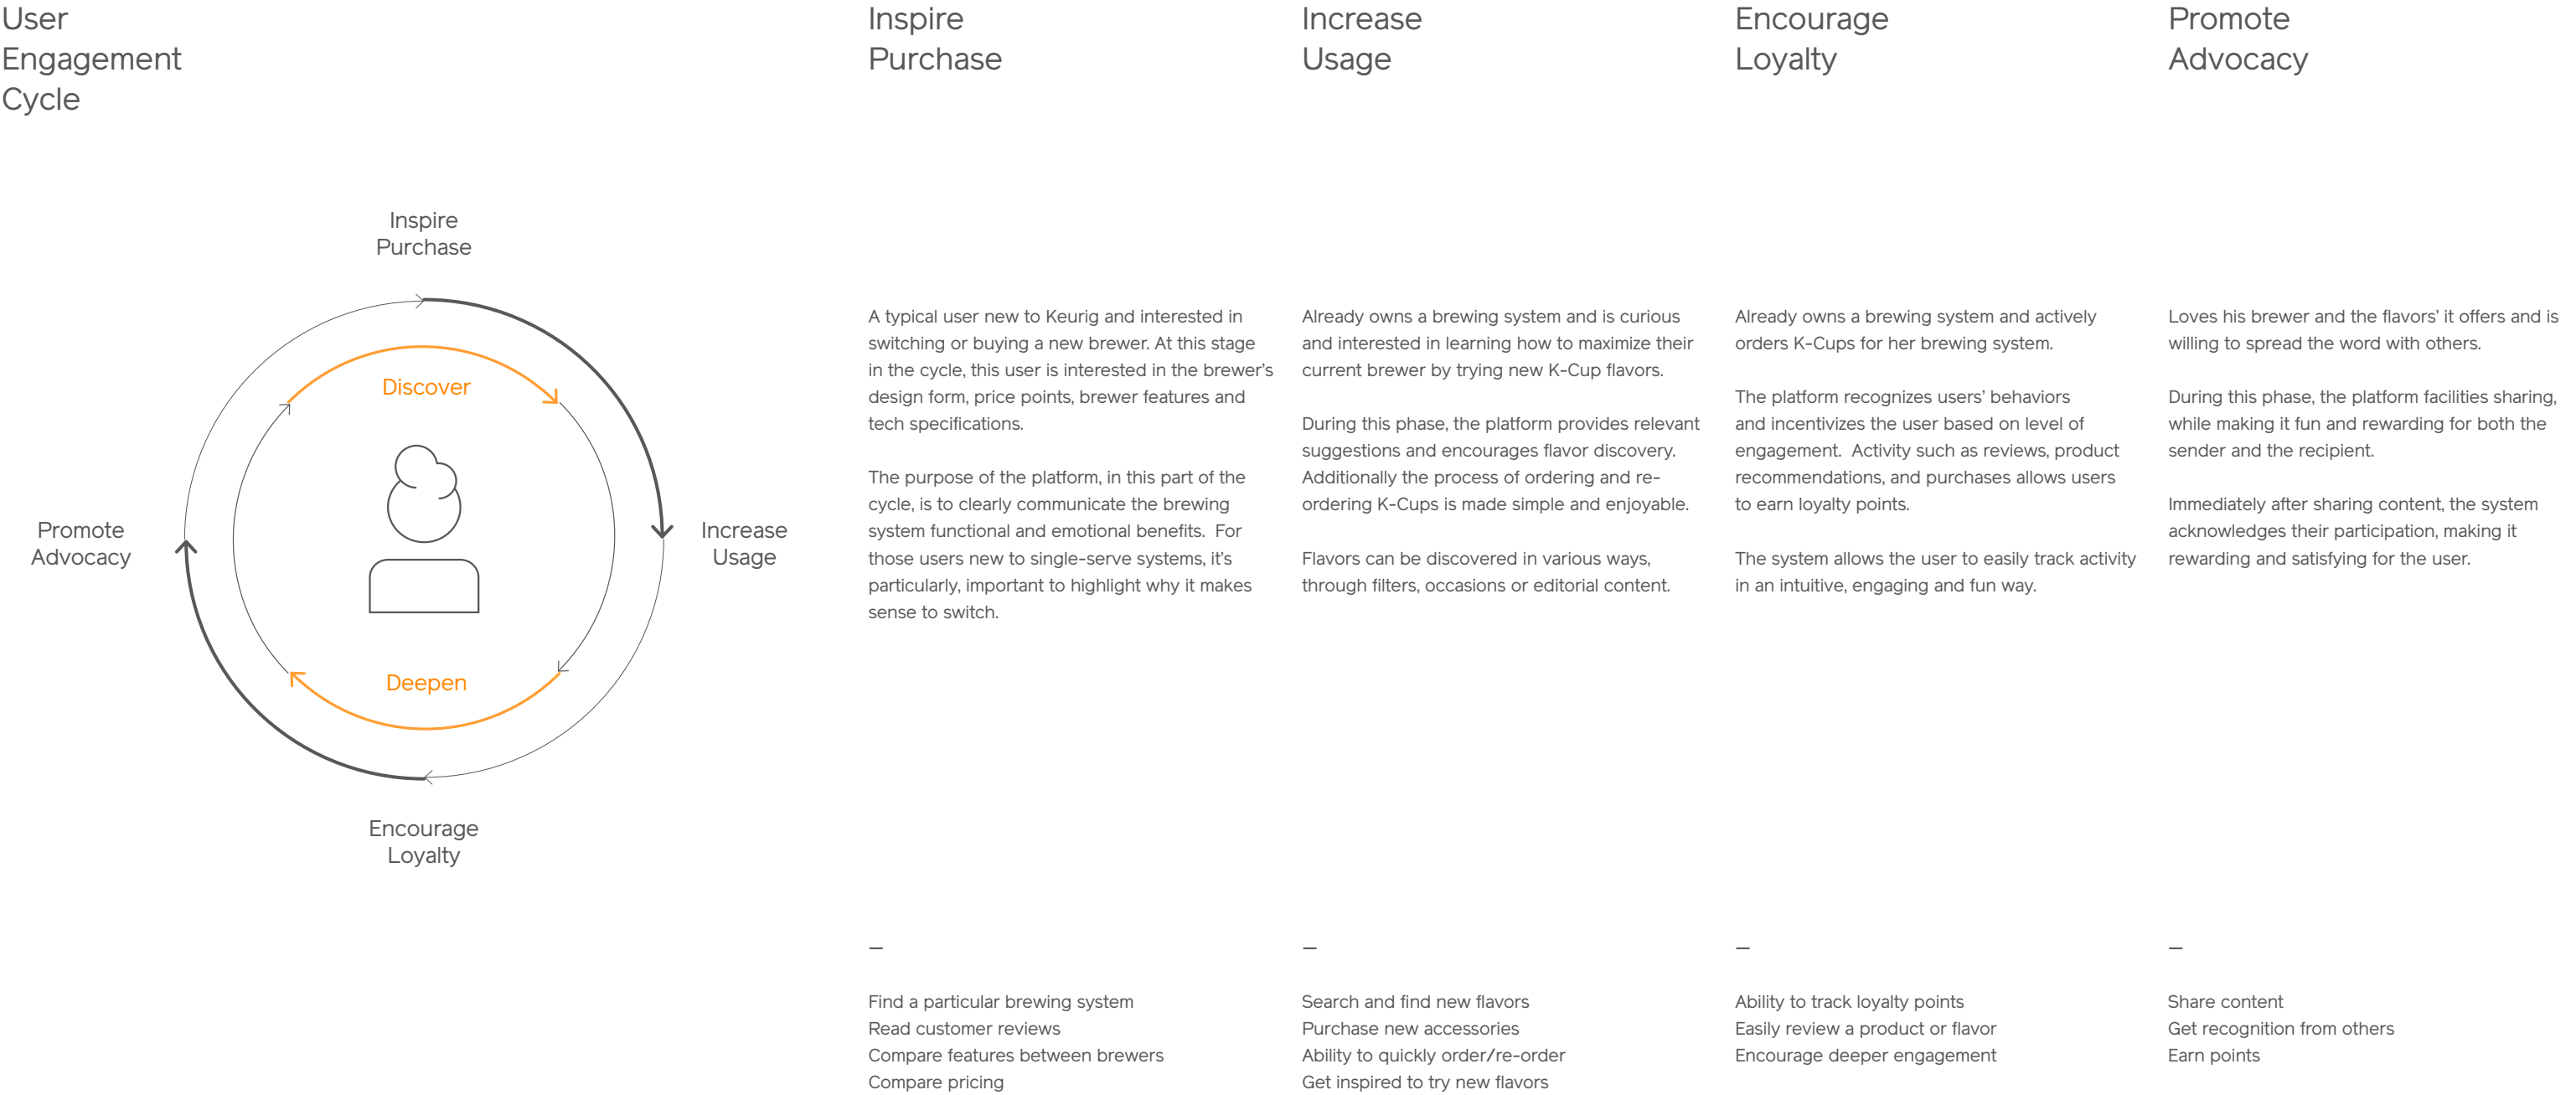 User
Engagement
Cycle
Inspire
Purchase
Discover
Promote
Advocacy
Increase
Usage
Deepen
Encourage
Loyalty
Inspire
Purchase
A typical user new to Keurig and interested in
switching or buying a new brewer. At this stage
in the cycle, this user is interested in the brewer's
design form, price points, brewer features and
tech specifications.
The purpose of the platform, in this part of the
cycle, is to clearly communicate the brewing
system functional and emotional benefits.  For
those users new to single-serve systems, it's
particularly, important to highlight why it makes
sense to switch.
–
Find a particular brewing system
Read customer reviews
Compare features between brewers
Compare pricing
Increase
Usage
Already owns a brewing system and is curious
and interested in learning how to maximize their
current brewer by trying new K-Cup flavors.
During this phase, the platform provides relevant
suggestions and encourages flavor discovery.
Additionally the process of ordering and re-
ordering K-Cups is made simple and enjoyable.
Flavors can be discovered in various ways,
through filters, occasions or editorial content.
–
Search and find new flavors
Purchase new accessories
Ability to quickly order/re-order
Get inspired to try new flavors
Encourage
Loyalty
Already owns a brewing system and actively
orders K-Cups for her brewing system.
The platform recognizes users' behaviors
and incentivizes the user based on level of
engagement.  Activity such as reviews, product
recommendations, and purchases allows users
to earn loyalty points.
The system allows the user to easily track activity
in an intuitive, engaging and fun way.
–
Ability to track loyalty points
Easily review a product or flavor
Encourage deeper engagement
Promote
Advocacy
Loves his brewer and the flavors' it offers and is
willing to spread the word with others.
During this phase, the platform facilities sharing,
while making it fun and rewarding for both the
sender and the recipient.
Immediately after sharing content, the system
acknowledges their participation, making it
rewarding and satisfying for the user.
–
Share content
Get recognition from others
Earn points